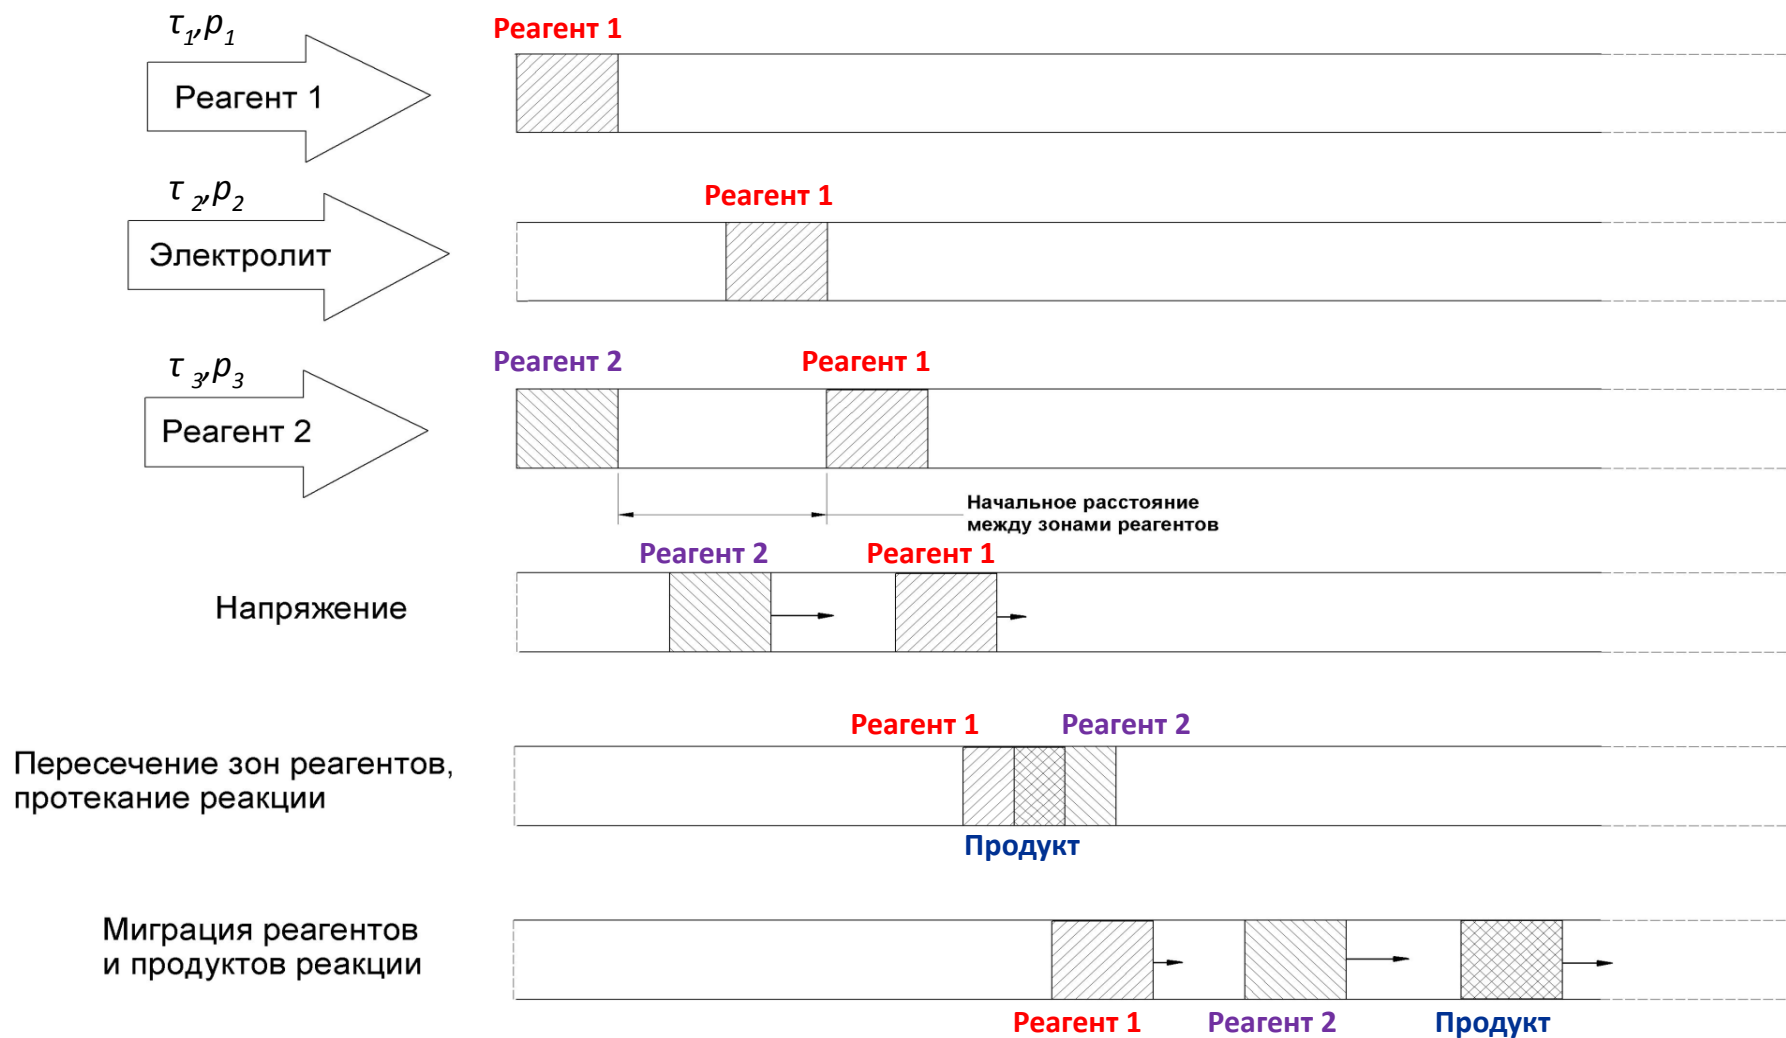 τ₁,p₁
Реагент 1
Реагент 1
τ ₂,p₂
Реагент 1
Электролит
τ ₃,p₃
Реагент 2
Реагент 1
Реагент 2
Начальное расстояние
между зонами реагентов
Реагент 2
Реагент 1
Напряжение
Реагент 1
Реагент 2
Пересечение зон реагентов,
протекание реакции
Продукт
Миграция реагентов
и продуктов реакции
Реагент 1
Реагент 2
Продукт